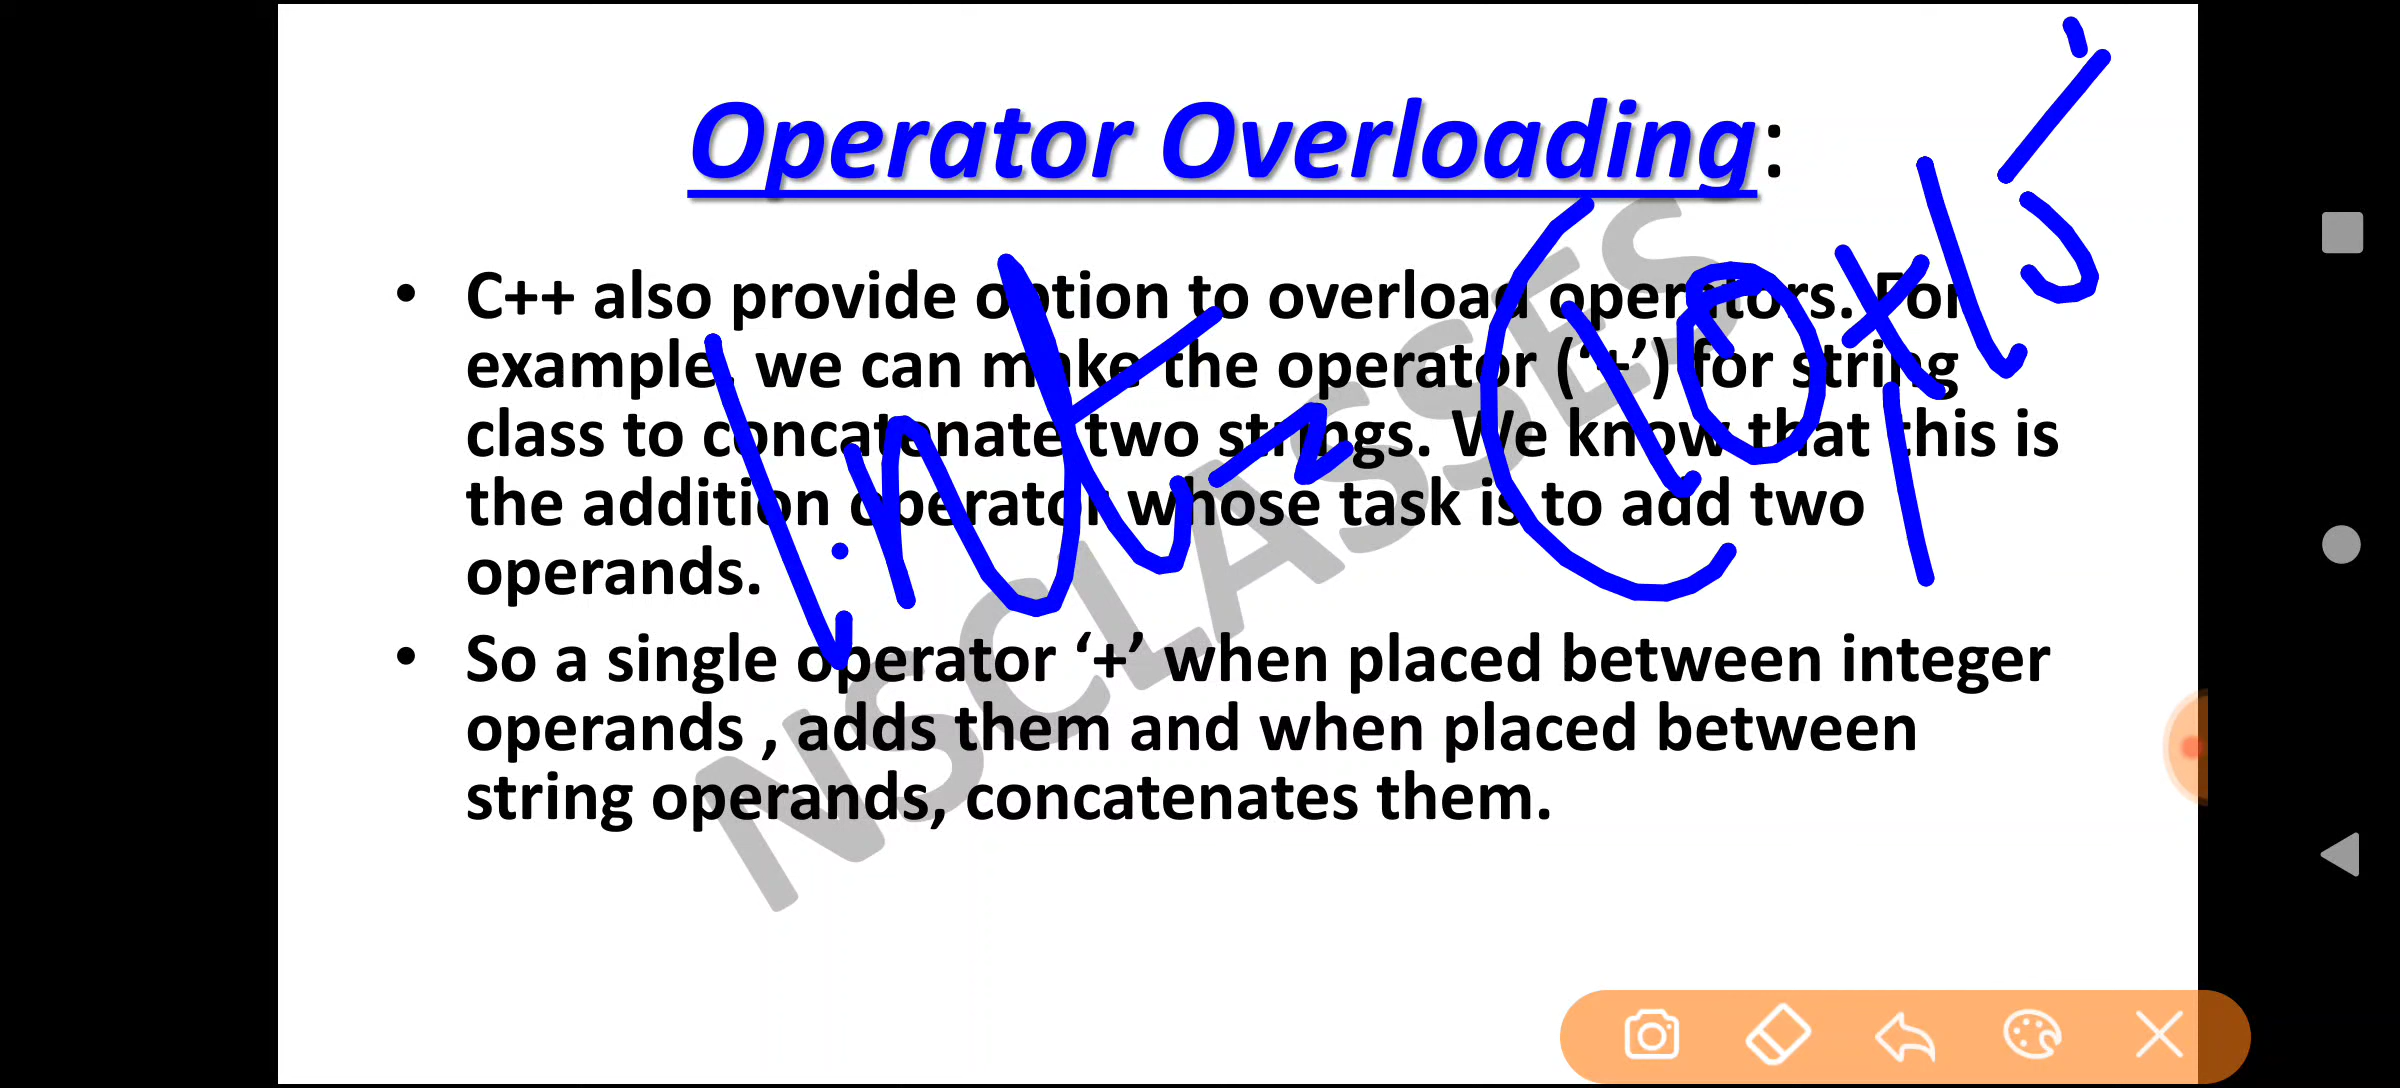 Operator Overloading:
• C++ also provide option to overload operators. For
example, we can make the operator (‘+’) for string
class to concatenate two strings. We know that this is
the addition operator whose task is to add two
operands.
• So a single operator ‘+’ when placed between integer
operands , adds them and when placed between
string operands, concatenates them.
NSCLASSES